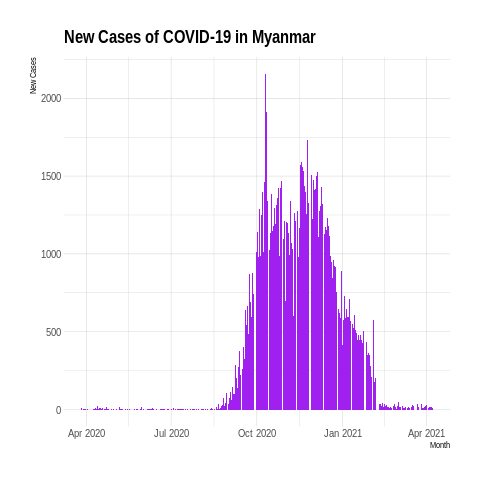 New Cases of COVID-19 in Myanmar
New Cases
2000
1500
1000
500
0
Apr 2020 Jul 2020 Oct 2020 Jan 2021 Apr 2021
Month